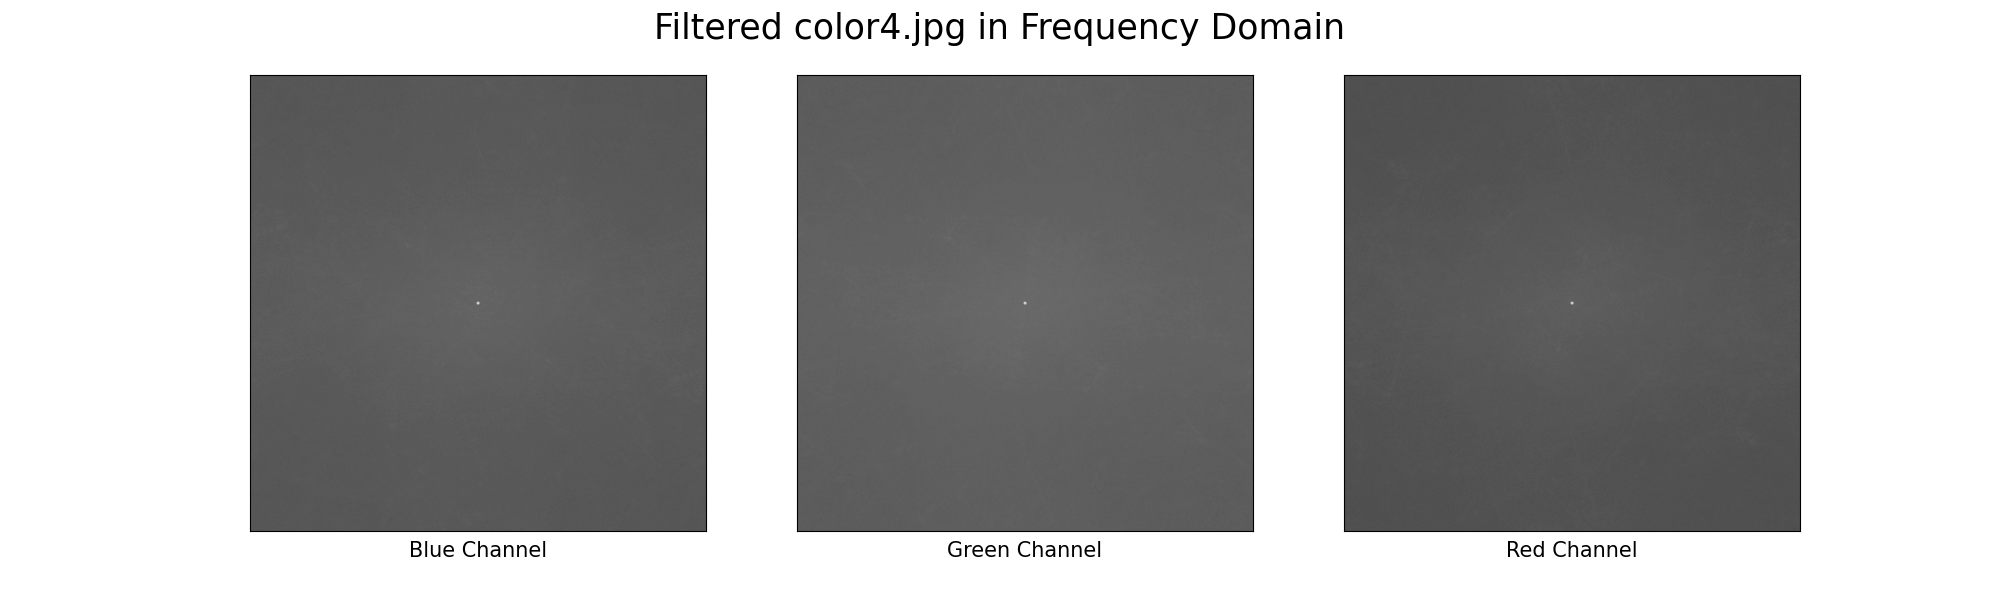 Filtered color4.jpg in Frequency Domain
Blue Channel
Green Channel
Red Channel